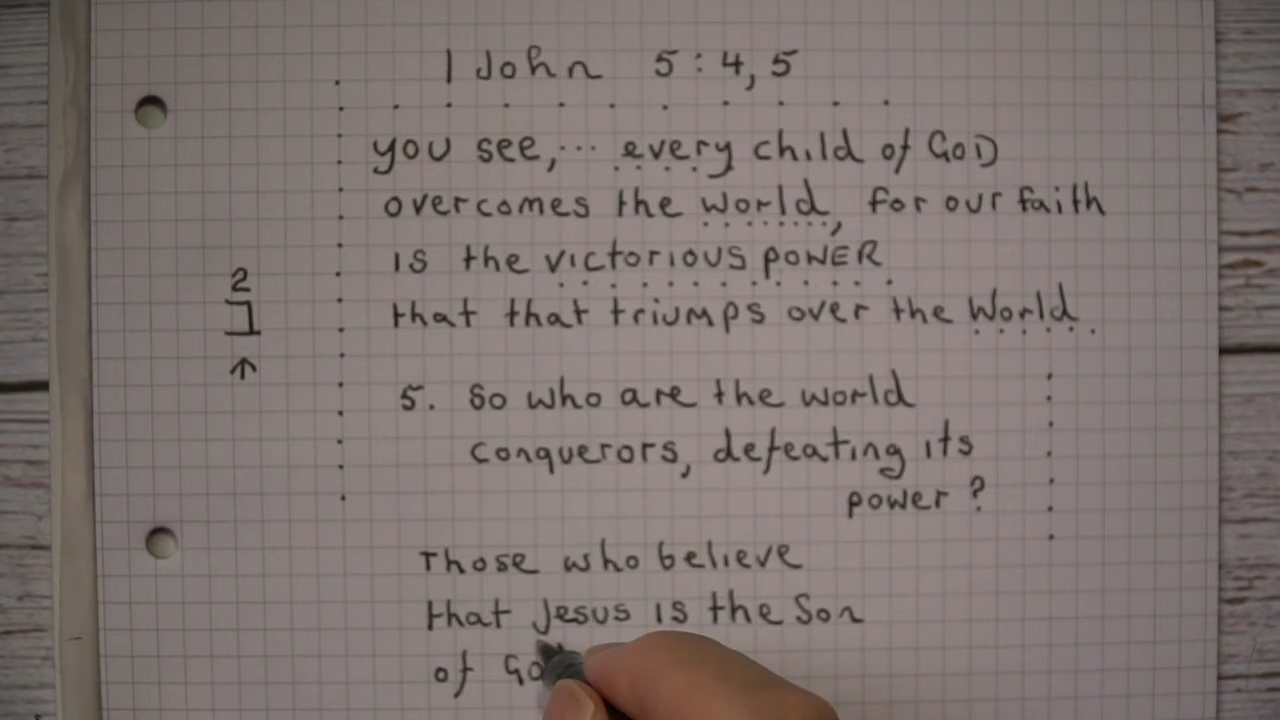 1 John 5:4,5
you see, ... every child of GOD
overcomes the world, for our faith
is the victorious power
that that triumps over the World.
2
1
5. So who are the world
conquerors, defeating its
power?
Those who believe
that Jesus is the Son
of